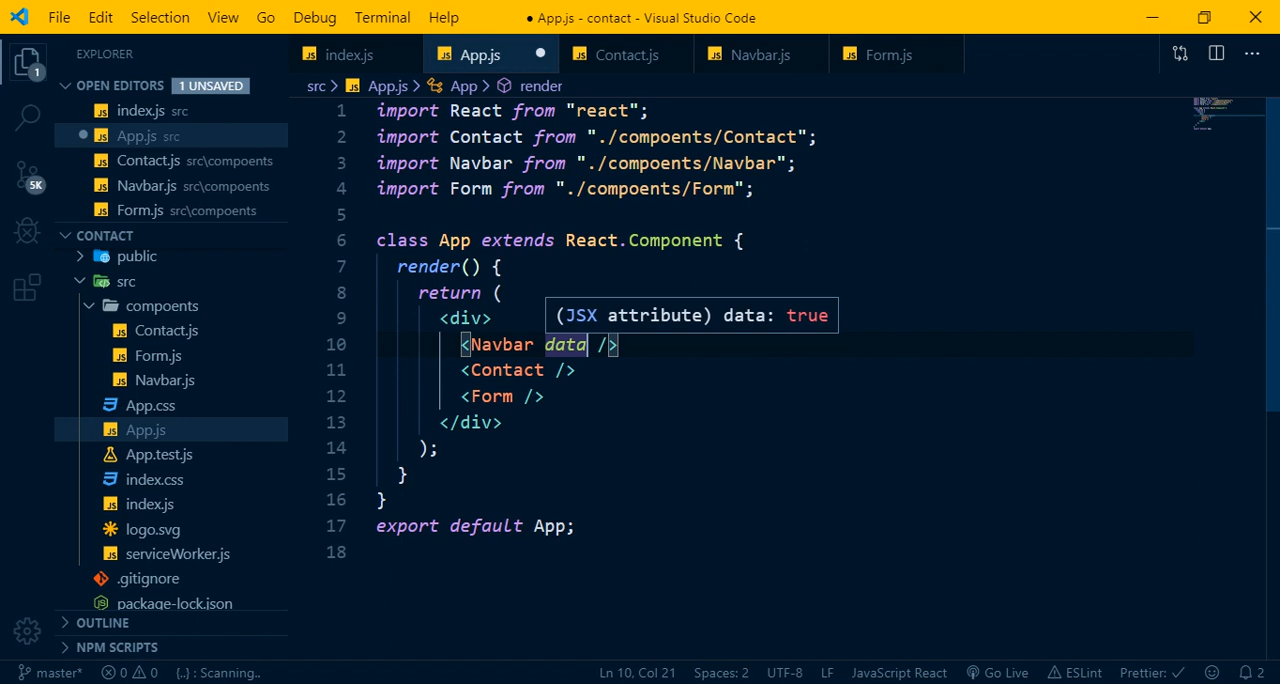 File Edit Selection View Go Debug Terminal Help
● App.js - contact - Visual Studio Code
EXPLORER
1
OPEN EDITORS 1 UNSAVED
index.js src
App.js src
Contact.js src\compoents
Navbar.js src\compoents
Form.js src\compoents
5K
CONTACT
public
src
compoents
Contact.js
Form.js
Navbar.js
App.css
App.js
App.test.js
index.css
index.js
logo.svg
serviceWorker.js
.gitignore
package-lock.json
OUTLINE
NPM SCRIPTS
JS index.js JS App.js JS Contact.js JS Navbar.js JS Form.js
src > JS App.js > App > render
1 import React from "react";
2 import Contact from "./compoents/Contact";
3 import Navbar from "./compoents/Navbar";
4 import Form from "./compoents/Form";
5
6 class App extends React.Component {
7 render() {
8 return (
9 <div>
(JSX attribute) data: true
10 <Navbar data />
11 <Contact />
12 <Form />
13 </div>
14 );
15 }
16 }
17 export default App;
18
master* 0 0 {..} : Scanning.. Ln 10, Col 21 Spaces: 2 UTF-8 LF JavaScript React Go Live ESLint Prettier: ✓ 2